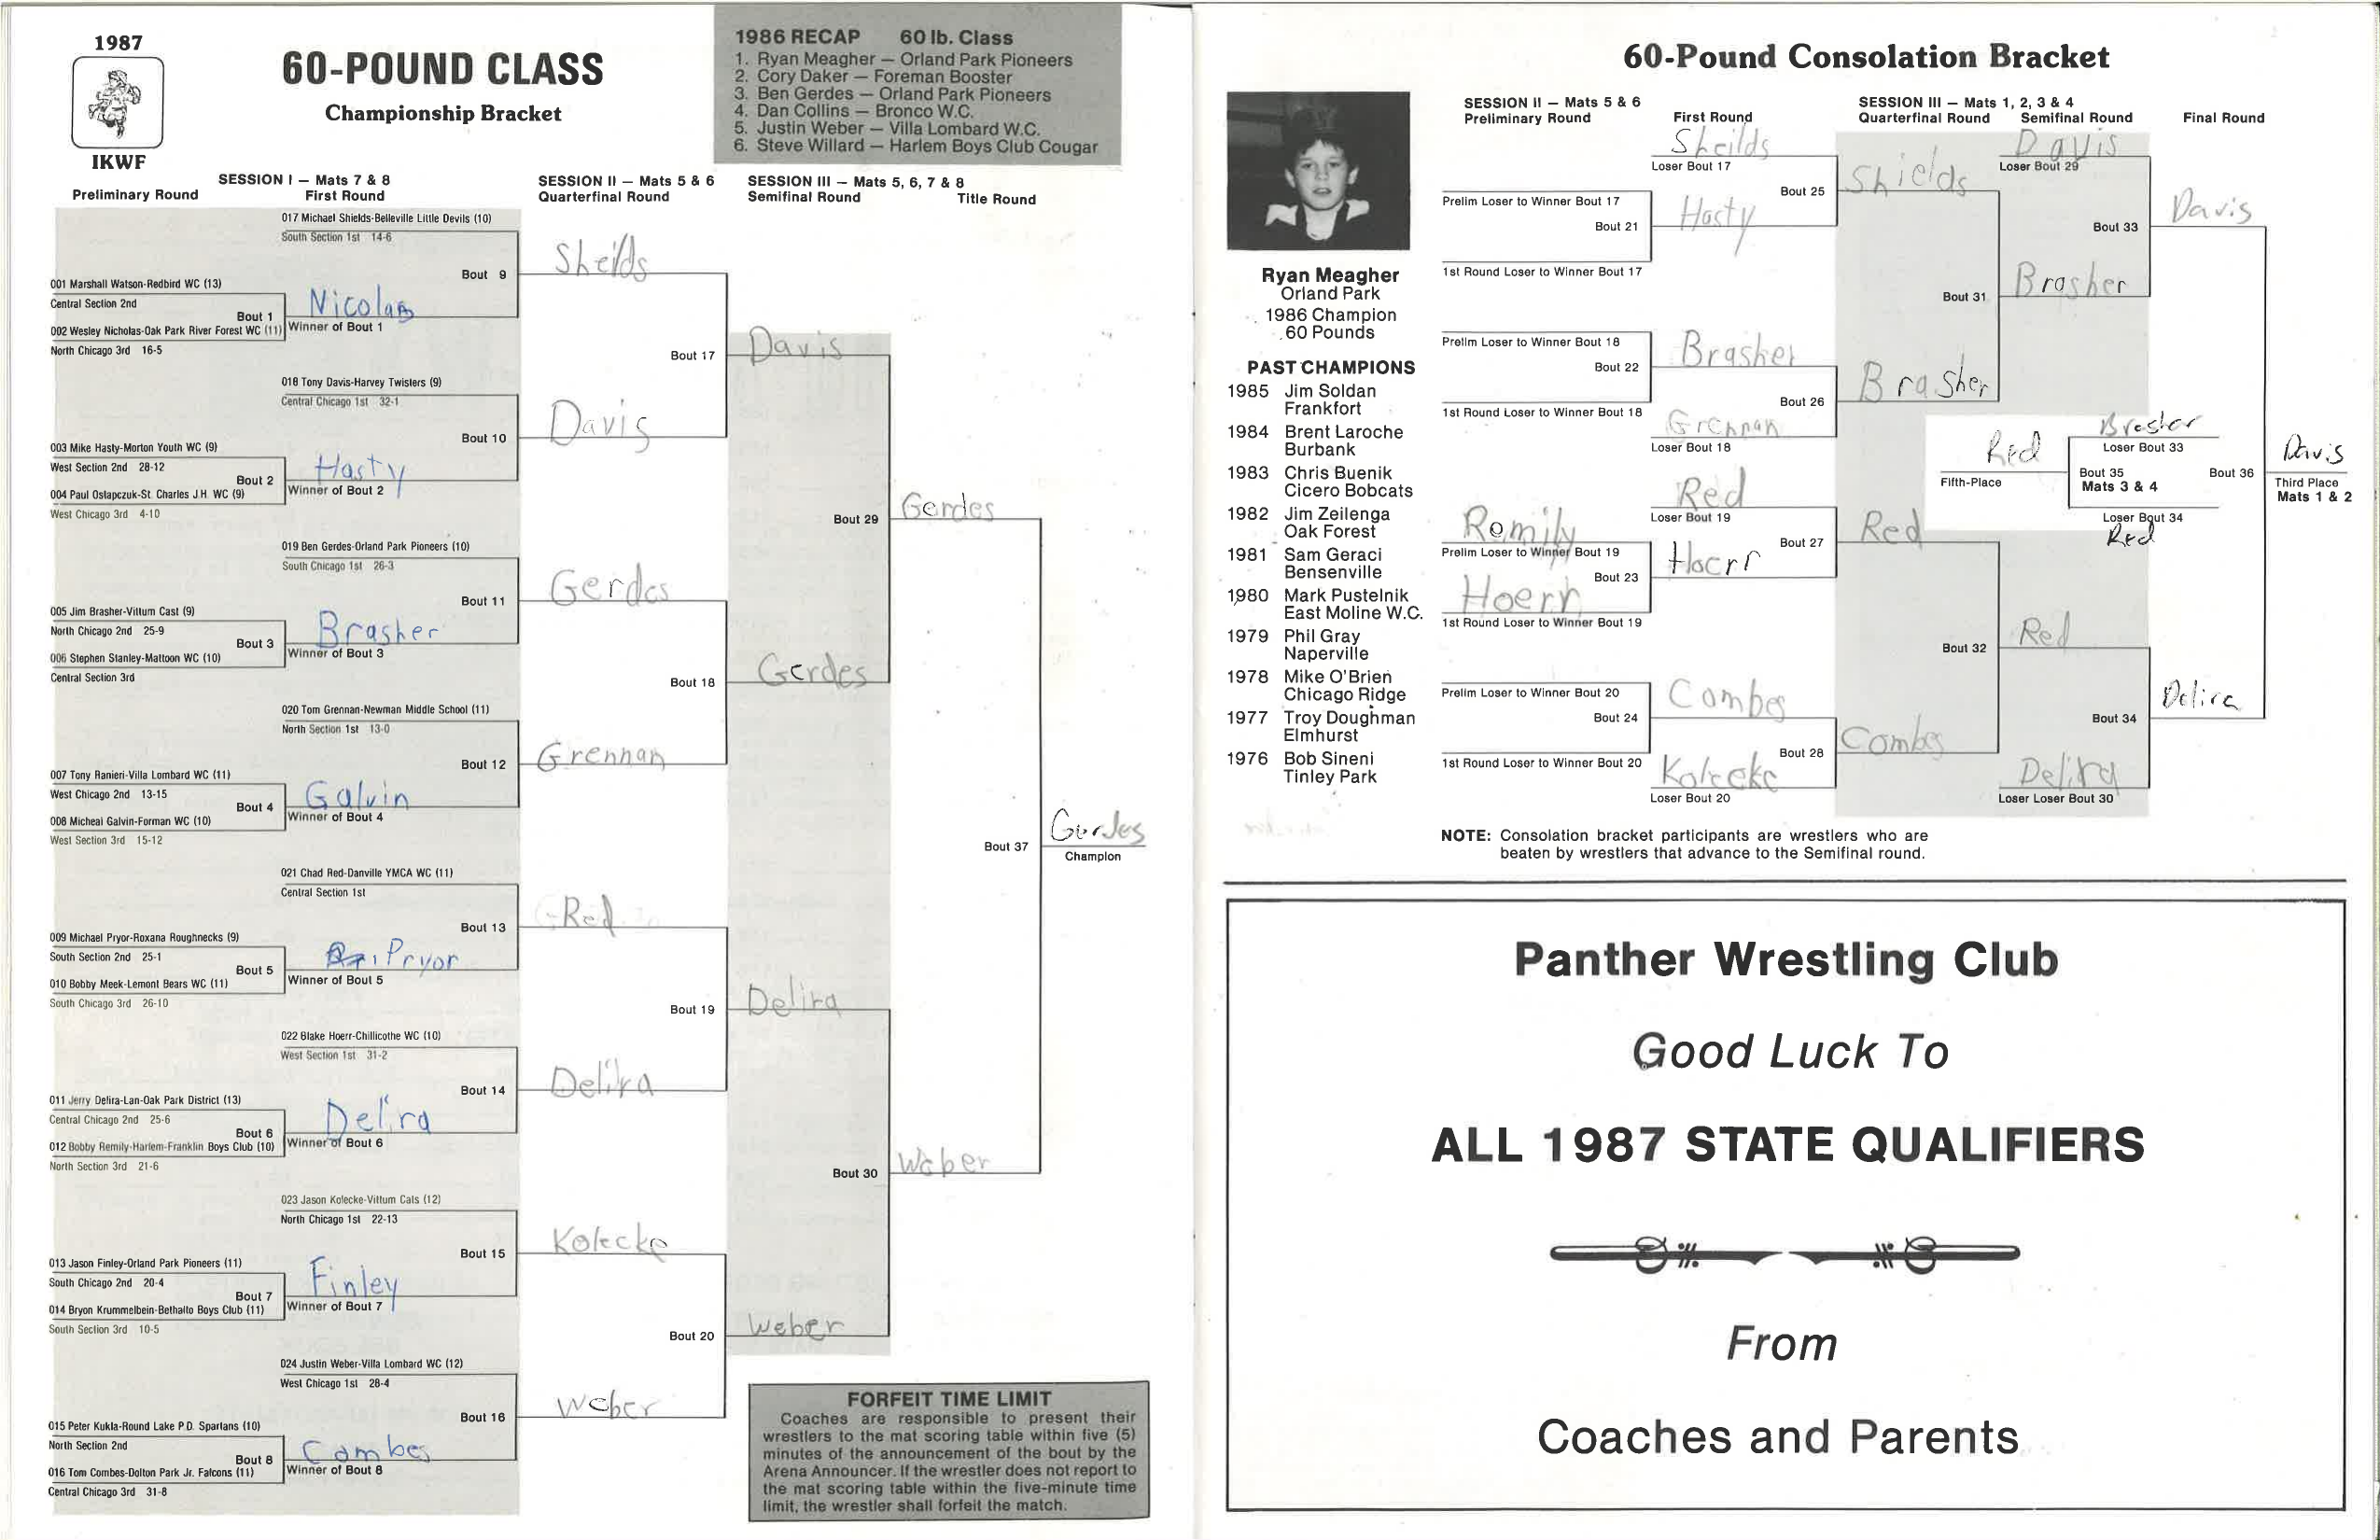 1987
IKWF
60-POUND CLASS
Championship Bracket
1986 RECAP 60 lb. Class
1. Ryan Meagher — Orland Park Pioneers
2. Cory Daker — Foreman Booster
3. Ben Gerdes — Orland Park Pioneers
4. Dan Collins — Bronco W.C.
5. Justin Weber — Villa Lombard W.C.
6. Steve Willard — Harlem Boys Club Cougar
SESSION I — Mats 7 & 8
Preliminary Round First Round
SESSION II — Mats 5 & 6
Quarterfinal Round
SESSION III — Mats 5, 6, 7 & 8
Semifinal Round Title Round
017 Michael Shields-Belleville Little Devils (10)
South Section 1st 14-6
Bout 9
Sheilds
001 Marshall Watson-Redbird WC (13)
Central Section 2nd
Bout 1
Nicolas
Winner of Bout 1
002 Wesley Nicholas-Oak Park River Forest WC (11)
North Chicago 3rd 16-5
Bout 17
Davis
018 Tony Davis-Harvey Twisters (9)
Central Chicago 1st 32-1
Bout 10
Davis
003 Mike Hasty-Morton Youth WC (9)
West Section 2nd 28-12
Bout 2
Hasty
Winner of Bout 2
004 Paul Ostapczuk-St. Charles J.H. WC (9)
West Chicago 3rd 4-10
Bout 29
Gerdes
019 Ben Gerdes-Orland Park Pioneers (10)
South Chicago 1st 26-3
Bout 11
Gerdes
005 Jim Brasher-Vittum Cast (9)
North Chicago 2nd 25-9
Bout 3
Brasher
Winner of Bout 3
006 Stephen Stanley-Mattoon WC (10)
Central Section 3rd
Bout 18
Gerdes
020 Tom Grennan-Newman Middle School (11)
North Section 1st 13-0
Bout 12
Grennan
007 Tony Ranieri-Villa Lombard WC (11)
West Chicago 2nd 13-15
Bout 4
Galvin
Winner of Bout 4
008 Micheal Galvin-Forman WC (10)
West Section 3rd 15-12
Bout 37
Gerdes
Champion
021 Chad Red-Danville YMCA WC (11)
Central Section 1st
Bout 13
Red
009 Michael Pryor-Roxana Roughnecks (9)
South Section 2nd 25-1
Bout 5
Pryor
Winner of Bout 5
010 Bobby Meek-Lemont Bears WC (11)
South Chicago 3rd 26-10
Bout 19
Delira
022 Blake Hoerr-Chillicothe WC (10)
West Section 1st 31-2
Bout 14
Delira
011 Jerry Delira-Lan-Oak Park District (13)
Central Chicago 2nd 25-6
Bout 6
Delira
Winner of Bout 6
012 Bobby Remily-Harlem-Franklin Boys Club (10)
North Section 3rd 21-6
Bout 30
Weber
023 Jason Kolecke-Vittum Cats (12)
North Chicago 1st 22-13
Bout 15
Kolecke
013 Jason Finley-Orland Park Pioneers (11)
South Chicago 2nd 20-4
Bout 7
Finley
Winner of Bout 7
014 Bryon Krummelbein-Bethalto Boys Club (11)
South Section 3rd 10-5
Bout 20
Weber
024 Justin Weber-Villa Lombard WC (12)
West Chicago 1st 28-4
Bout 16
Weber
015 Peter Kukla-Round Lake P.D. Spartans (10)
North Section 2nd
Bout 8
Combes
Winner of Bout 8
016 Tom Combes-Dolton Park Jr. Falcons (11)
Central Chicago 3rd 31-8
FORFEIT TIME LIMIT
Coaches are responsible to present their
wrestlers to the mat scoring table within five (5)
minutes of the announcement of the bout by the
Arena Announcer. If the wrestler does not report to
the mat scoring table within the five-minute time
limit, the wrestler shall forfeit the match.
60-Pound Consolation Bracket
Ryan Meagher
Orland Park
1986 Champion
60 Pounds
PAST CHAMPIONS
1985 Jim Soldan
Frankfort
1984 Brent Laroche
Burbank
1983 Chris Buenik
Cicero Bobcats
1982 Jim Zeilenga
Oak Forest
1981 Sam Geraci
Bensenville
1980 Mark Pustelnik
East Moline W.C.
1979 Phil Gray
Naperville
1978 Mike O'Brien
Chicago Ridge
1977 Troy Doughman
Elmhurst
1976 Bob Sineni
Tinley Park
SESSION II — Mats 5 & 6
Preliminary Round First Round
SESSION III — Mats 1, 2, 3 & 4
Quarterfinal Round Semifinal Round Final Round
Sheilds
Loser Bout 17
Bout 25
Shields
Prelim Loser to Winner Bout 17
Bout 21
Hasty
1st Round Loser to Winner Bout 17
Davis
Loser Bout 29
Bout 33
Davis
Bout 31
Brasher
Prelim Loser to Winner Bout 18
Bout 22
Brasher
1st Round Loser to Winner Bout 18
Bout 26
Brasher
Grennan
Loser Bout 18
Red
Fifth-Place
Brasher
Loser Bout 33
Bout 35
Mats 3 & 4
Loser Bout 34
Red
Bout 36
Davis
Third Place
Mats 1 & 2
Red
Loser Bout 19
Bout 27
Red
Romily
Prelim Loser to Winner Bout 19
Bout 23
Hoerr
Hoerr
1st Round Loser to Winner Bout 19
Bout 32
Red
Prelim Loser to Winner Bout 20
Bout 24
Combes
1st Round Loser to Winner Bout 20
Bout 28
Combs
Kolecke
Loser Bout 20
Bout 34
Delira
Delira
Loser Loser Bout 30
NOTE: Consolation bracket participants are wrestlers who are
beaten by wrestlers that advance to the Semifinal round.
Panther Wrestling Club
Good Luck To
ALL 1987 STATE QUALIFIERS
From
Coaches and Parents